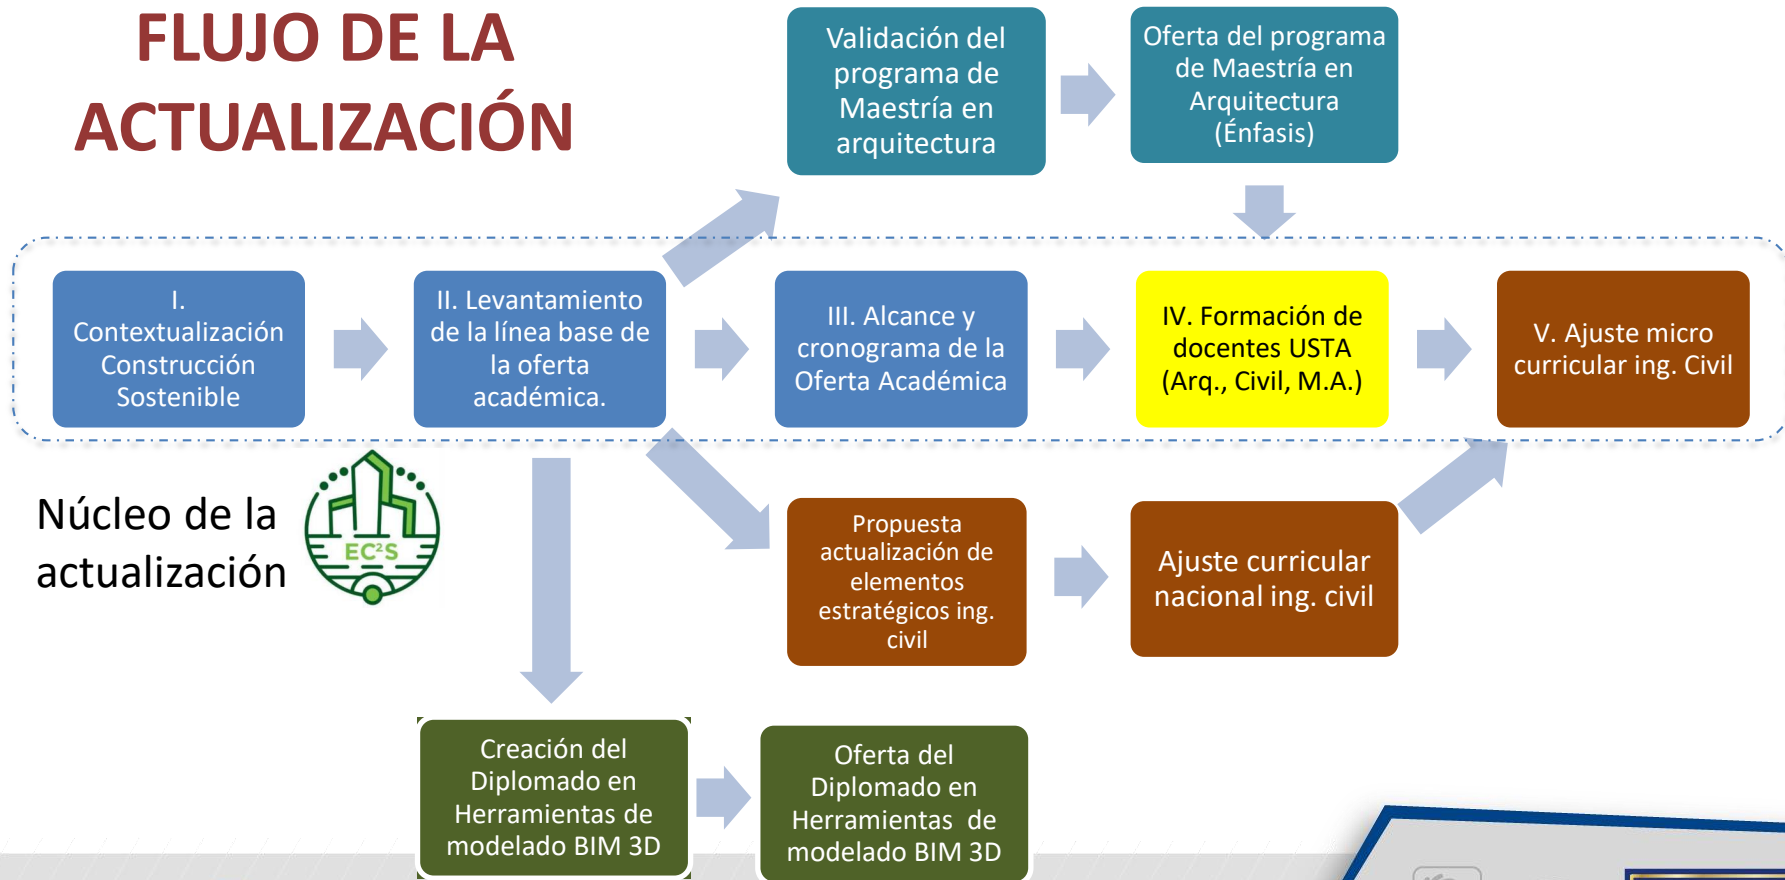 FLUJO DE LA
ACTUALIZACIÓN
Validación del
programa de
Maestría en
arquitectura
Oferta del programa
de Maestría en
Arquitectura
(Énfasis)
I.
Contextualización
Construcción
Sostenible
II. Levantamiento
de la línea base de
la oferta
académica.
III. Alcance y
cronograma de la
Oferta Académica
IV. Formación de
docentes USTA
(Arq., Civil, M.A.)
V. Ajuste micro
curricular ing. Civil
Núcleo de la
actualización
EC²S
Propuesta
actualización de
elementos
estratégicos ing.
civil
Ajuste curricular
nacional ing. civil
Creación del
Diplomado en
Herramientas de
modelado BIM 3D
Oferta del
Diplomado en
Herramientas de
modelado BIM 3D